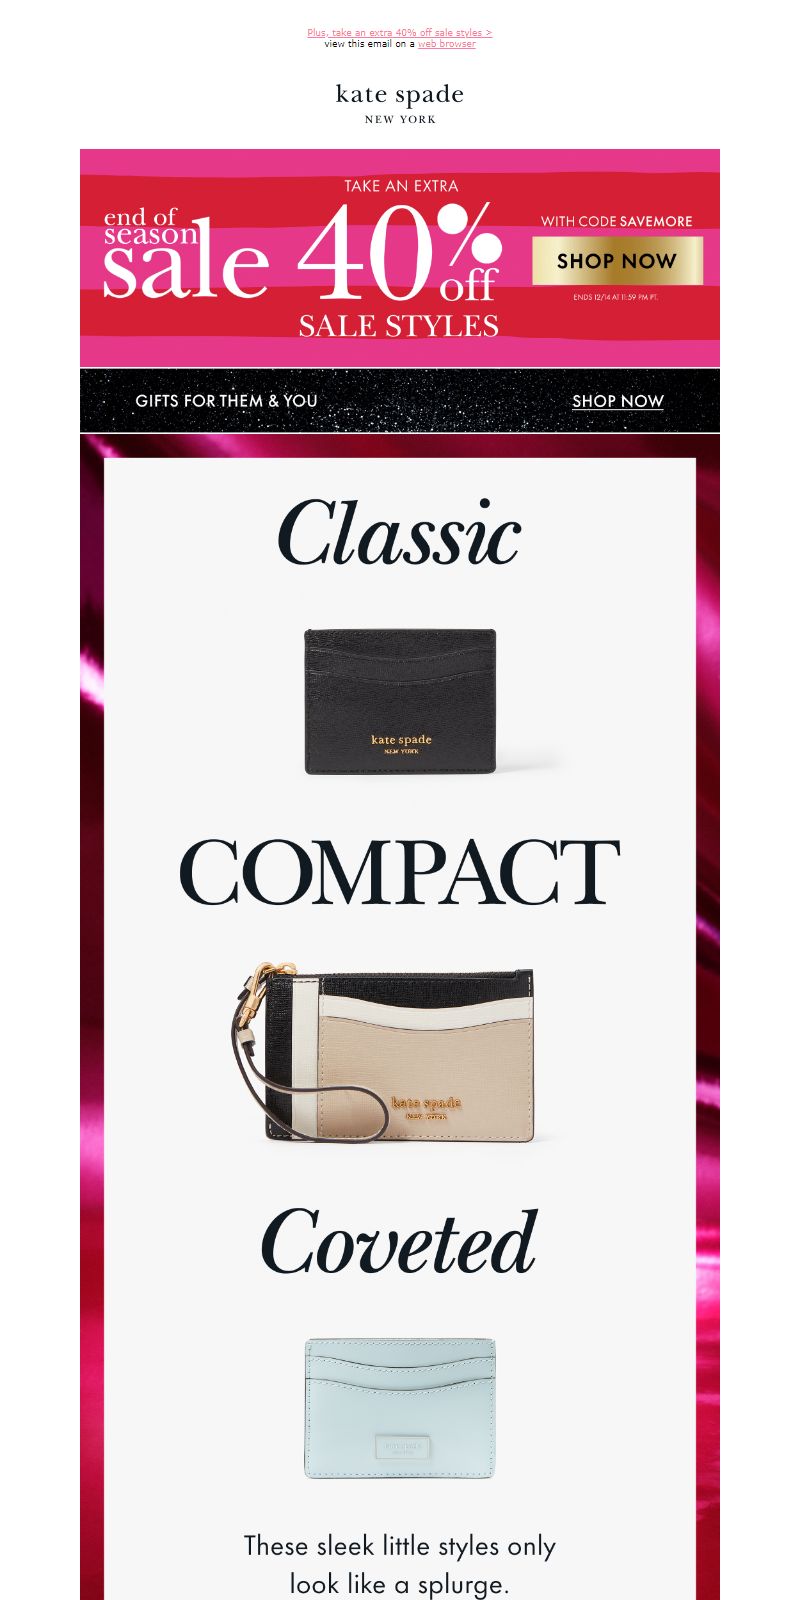 Plus, take an extra 40% off sale styles >
view this email on a web browser
kate spade
NEW YORK
end of
season
sale
TAKE AN EXTRA
40%
off
SALE STYLES
WITH CODE SAVEMORE
SHOP NOW
ENDS 12/14 AT 11:59 PM PT.
GIFTS FOR THEM & YOU
SHOP NOW
Classic
kate spade
NEW YORK
COMPACT
kate spade
NEW YORK
Coveted
kate spade
These sleek little styles only
look like a splurge.